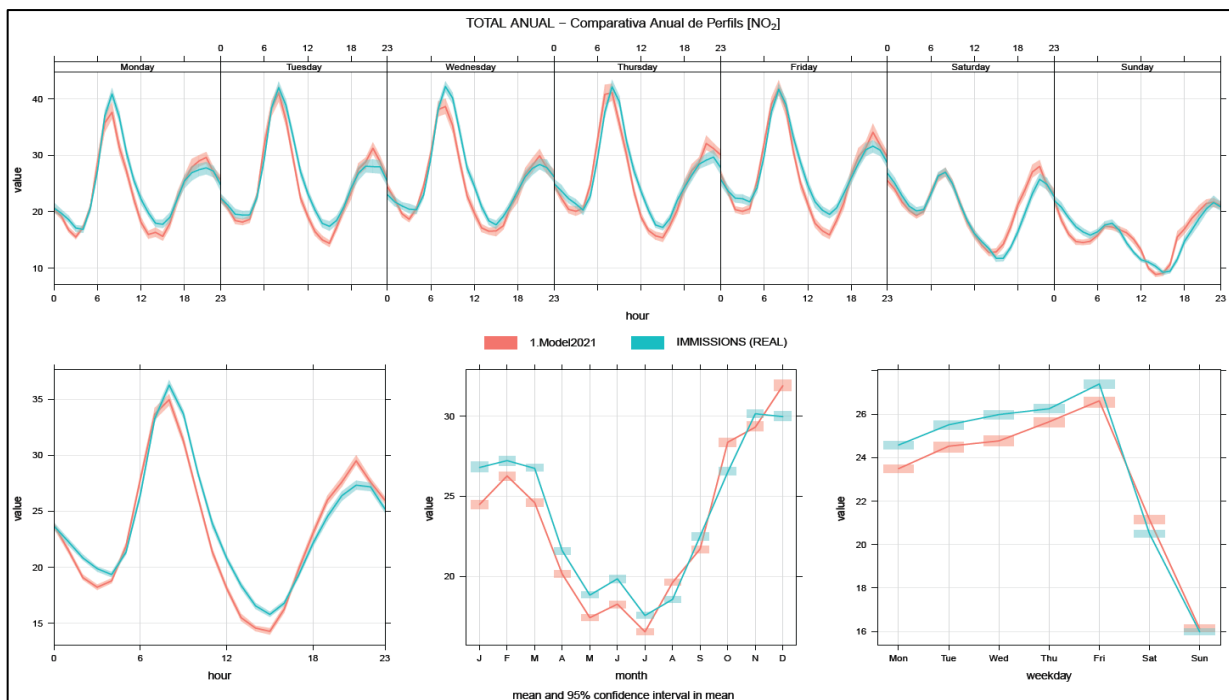 TOTAL ANUAL – Comparativa Anual de Perfils [NO₂]
0 6 12 18 23 0 6 12 18 23 0 6 12 18 23
Monday Tuesday Wednesday Thursday Friday Saturday Sunday
40
30
20
10
value
0 6 12 18 23 0 6 12 18 23 0 6 12 18 23 0 6 12 18 23
hour
1.Model2021 IMMISSIONS (REAL)
35
30
25
20
15
value
0 6 12 18 23
hour
30
25
20
value
J F M A M J J A S O N D
month
26
24
22
20
18
16
value
Mon Tue Wed Thu Fri Sat Sun
weekday
mean and 95% confidence interval in mean